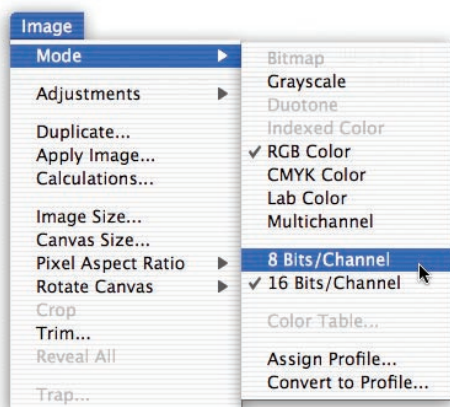 Image
Mode
Adjustments
Duplicate...
Apply Image...
Calculations...
Image Size...
Canvas Size...
Pixel Aspect Ratio
Rotate Canvas
Crop
Trim...
Reveal All
Trap...
Bitmap
Grayscale
Duotone
Indexed Color
✓ RGB Color
CMYK Color
Lab Color
Multichannel
8 Bits/Channel
✓ 16 Bits/Channel
Color Table...
Assign Profile...
Convert to Profile...